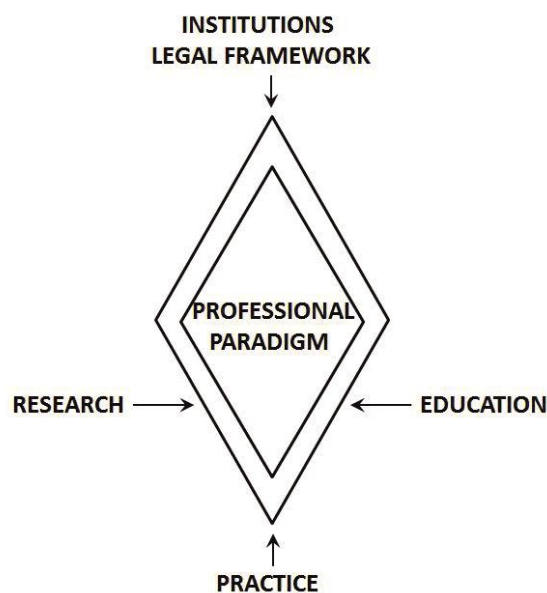 INSTITUTIONS
LEGAL FRAMEWORK
PROFESSIONAL
PARADIGM
RESEARCH
EDUCATION
PRACTICE